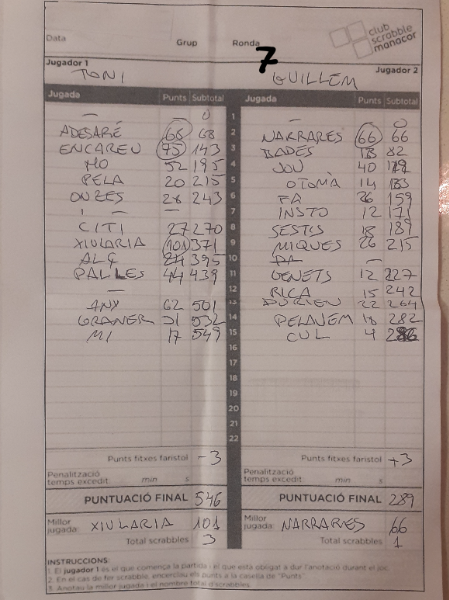 Data Grup Ronda 7 club scrabble manacor
Jugador 1 Jugador 2
TONI GUILLEM
Jugada Punts Subtotal Jugada Punts Subtotal
— 0 1 — 0
ADESARÉ 68 68 2 NARRARES 66 66
ENCAREU 75 143 3 BADES 82
MO 52 195 4 JOU 40
PELA 20 215 5 OTOMÀ 14
ONZES 28 243 6 FA 26 159
— 7 INSTO 12 171
CITI 27 270 8 SESTIS 18 189
XIULARIA 101 371 9 MIQUES 26 215
ALÇ 24 395 10 —
PALLES 44 439 11 GENETS 12 227
— 12 RICA 15 242
ANY 62 501 13 22 264
GRANER 31 532 14 PELAVEM 18 282
MI 17 549 15 CUL 4 286
16
17
18
19
20
21
22
Punts fitxes faristol -3 Punts fitxes faristol +3
Penalització temps excedit min s Penalització temps excedit min s
PUNTUACIÓ FINAL 546 PUNTUACIÓ FINAL 289
Millor jugada: XIULARIA 101 Millor jugada: NARRARES 66
Total scrabbles 3 Total scrabbles 1
INSTRUCCIONS:
1. El jugador 1 és el que comença la partida i el que està obligat a dur l'anotació durant el joc.
2. En el cas de fer scrabble, encercleu els punts a la casella de "Punts".
3. Anoteu la millor jugada i el nombre total d'scrabbles.